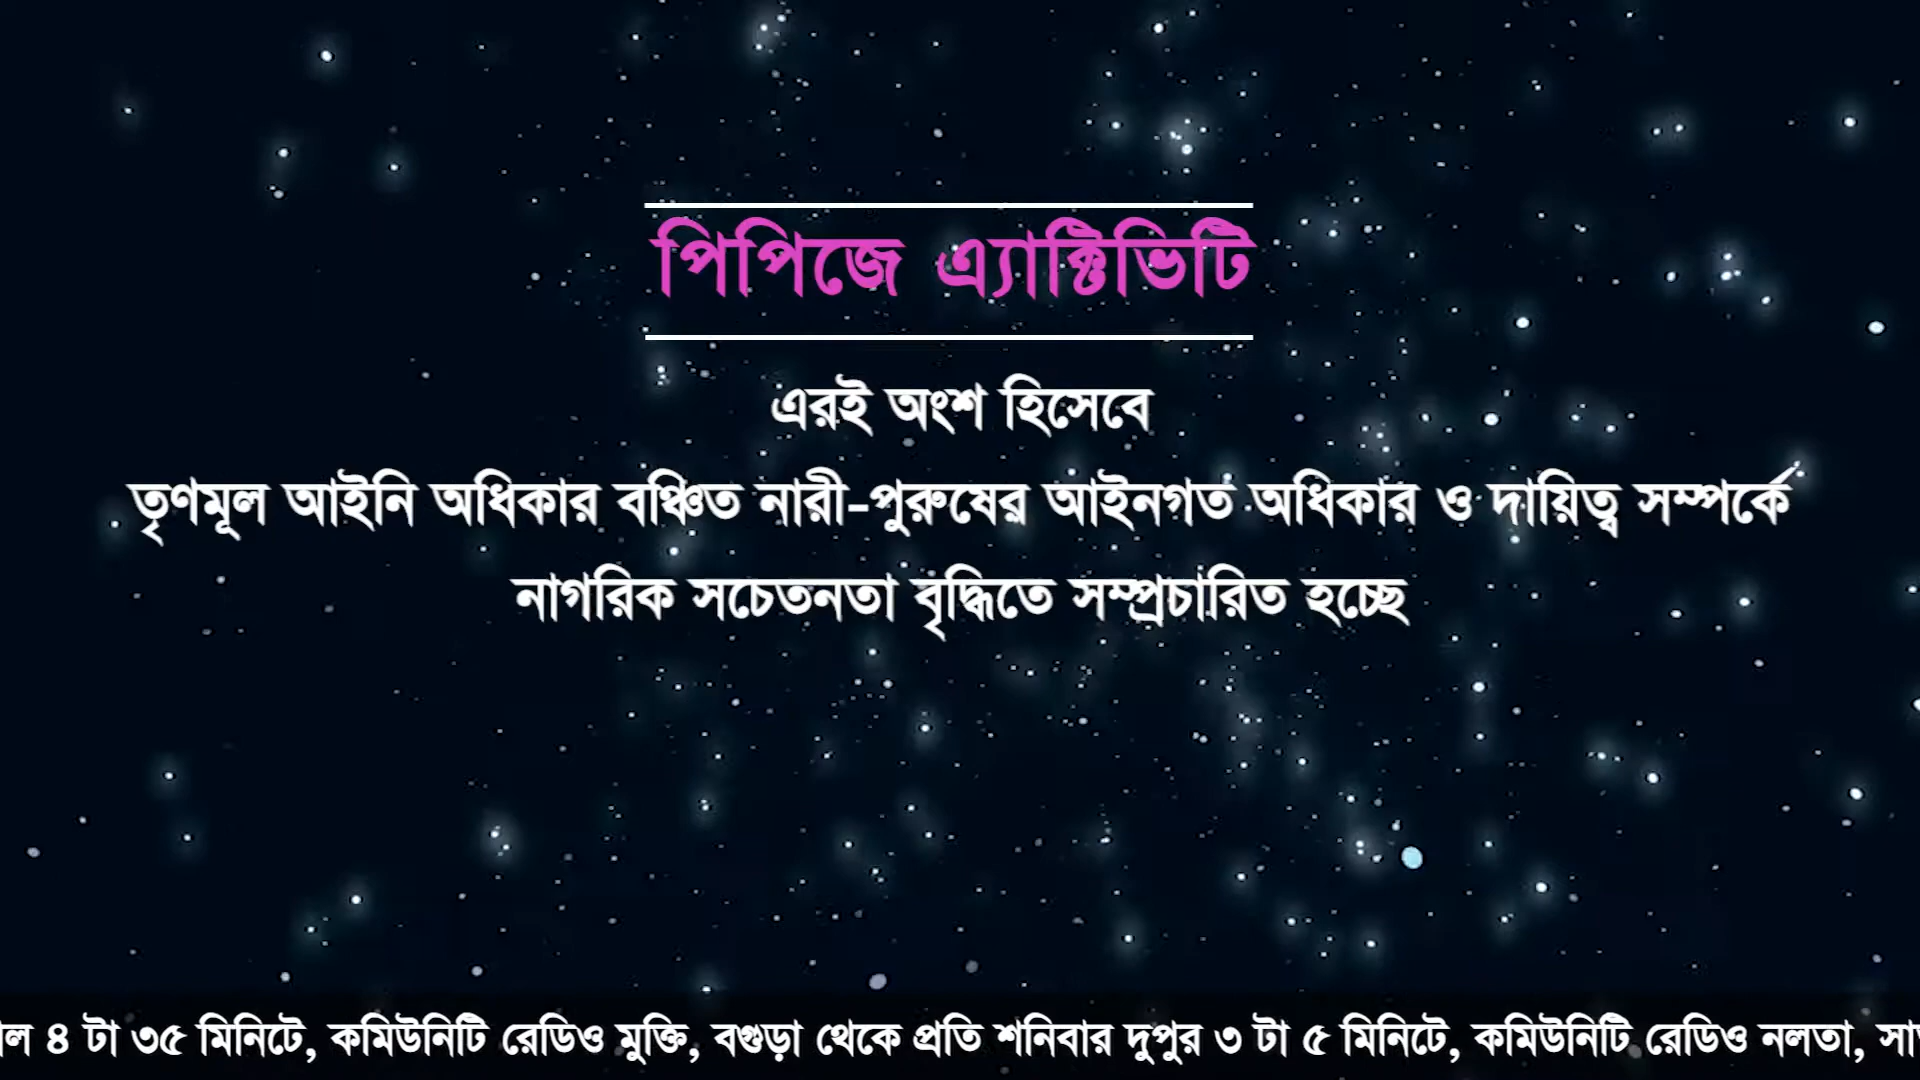 পিপিজে এ্যাক্টিভিটি
এরই অংশ হিসেবে
তৃণমূল আইনি অধিকার বঞ্চিত নারী-পুরুষের আইনগত অধিকার ও দায়িত্ব সম্পর্কে
নাগরিক সচেতনতা বৃদ্ধিতে সম্প্রচারিত হচ্ছে
৪ টা ৩৫ মিনিটে, কমিউনিটি রেডিও মুক্তি, বগুড়া থেকে প্রতি শনিবার দুপুর ৩ টা ৫ মিনিটে, কমিউনিটি রেডিও নলতা,